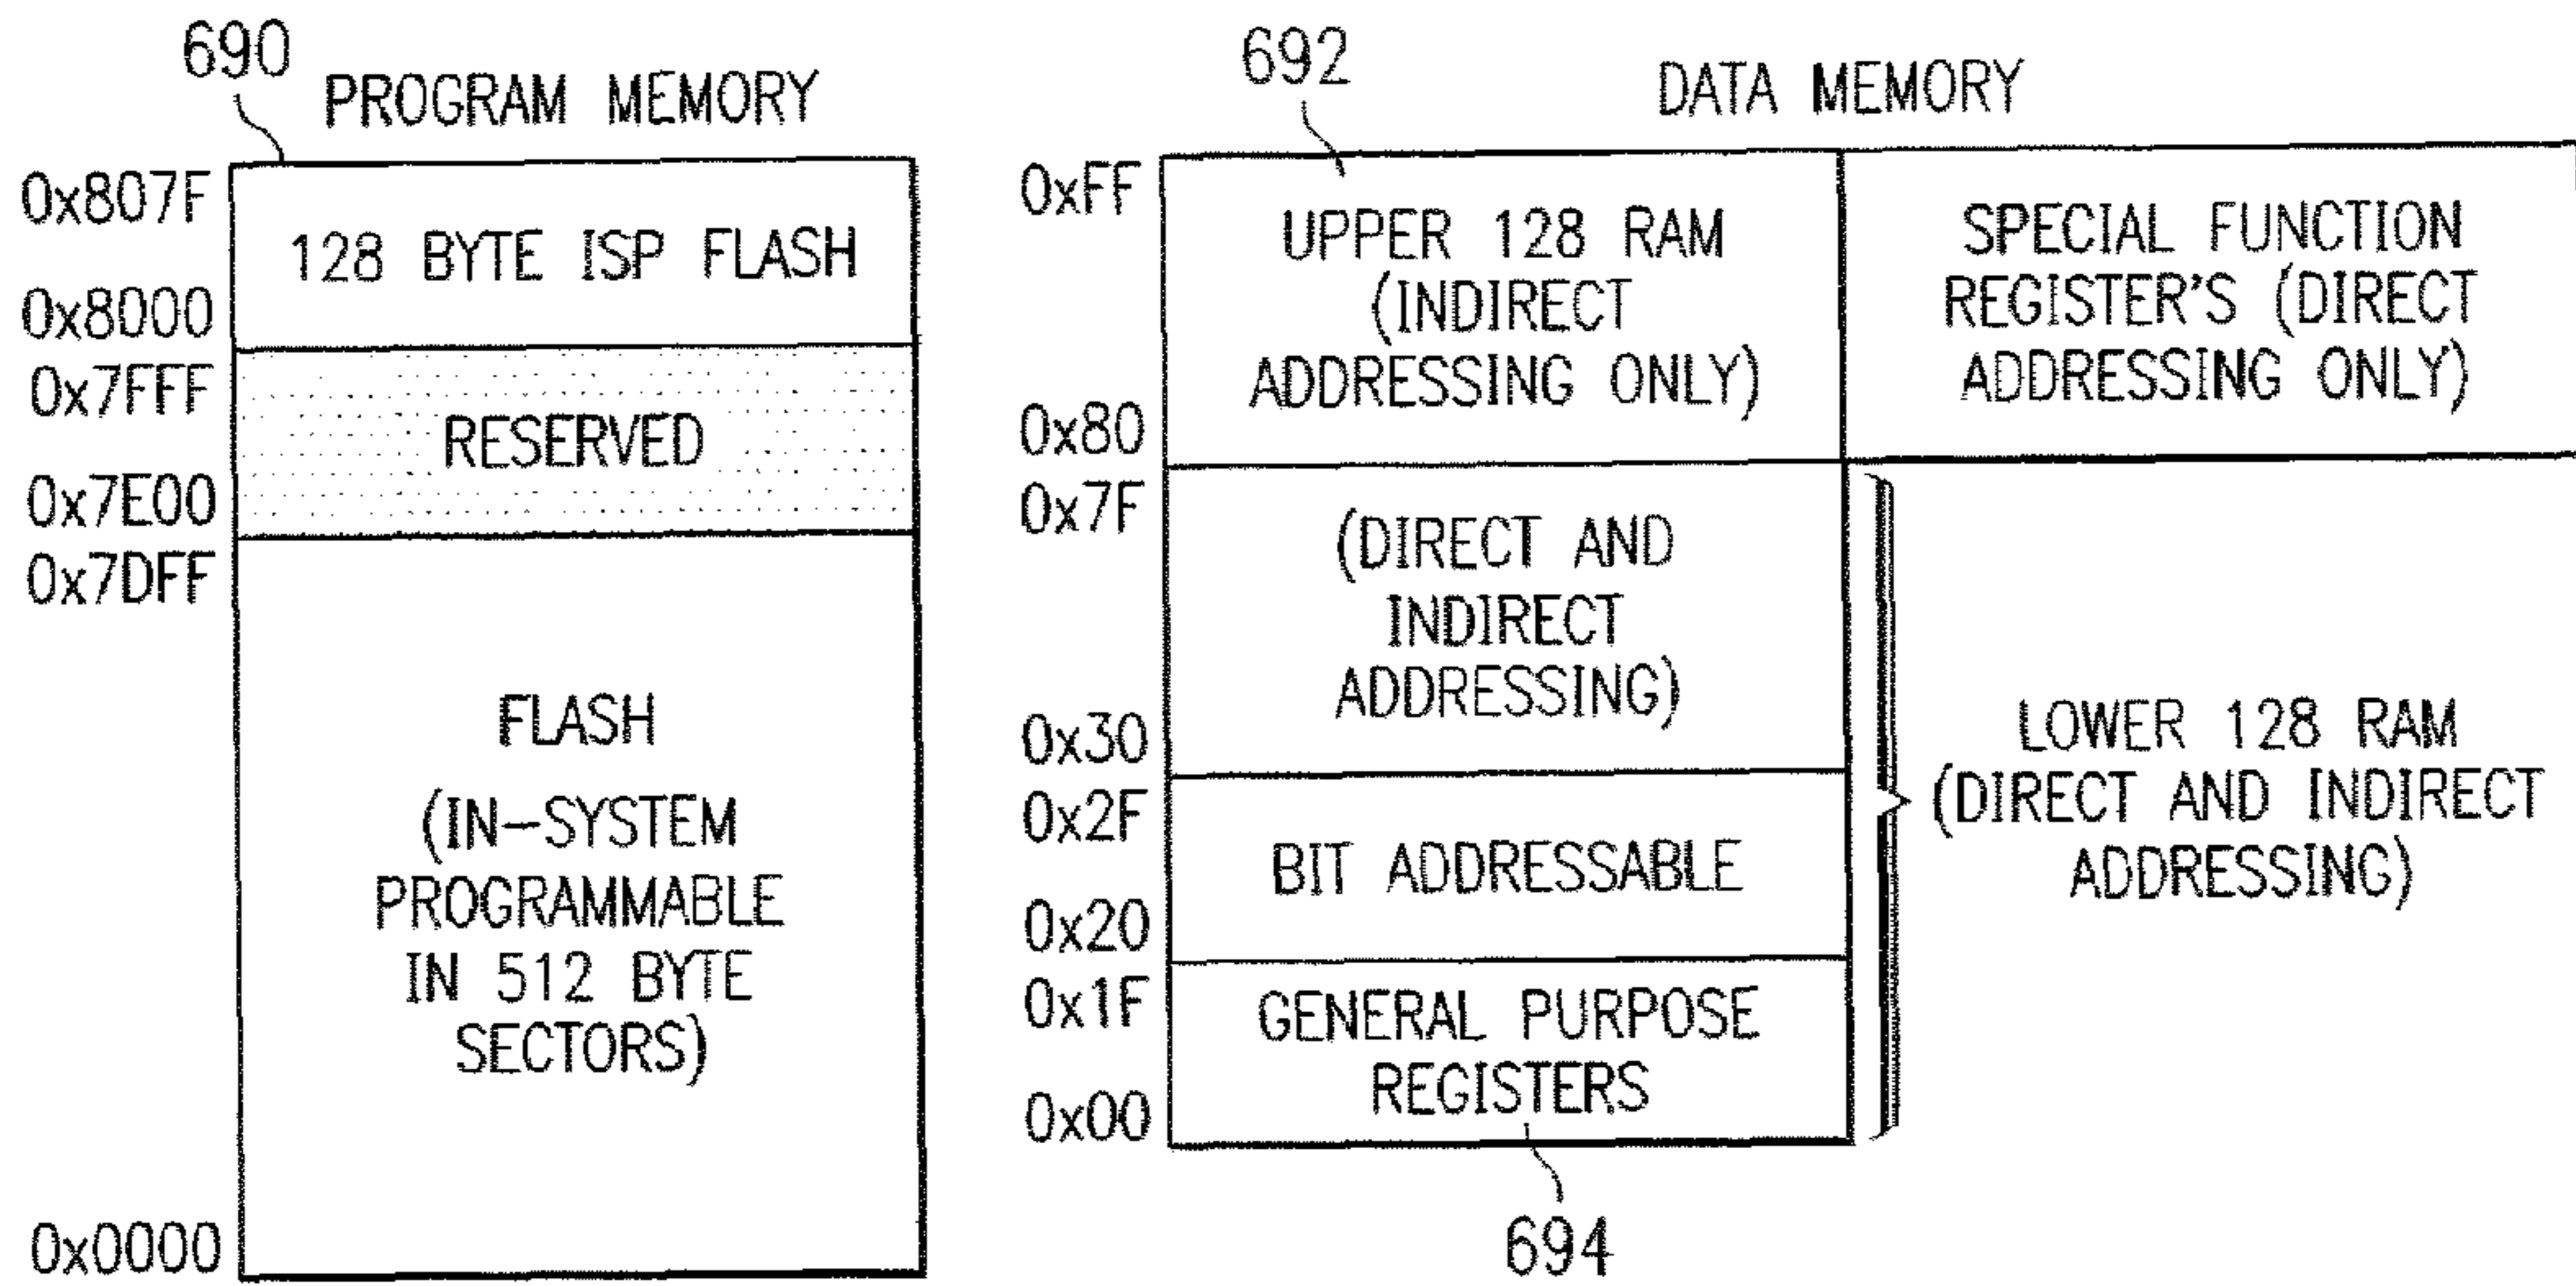 690
PROGRAM MEMORY
0x807F
128 BYTE ISP FLASH
0x8000
0x7FFF
RESERVED
0x7E00
0x7DFF
FLASH
(IN-SYSTEM
PROGRAMMABLE
IN 512 BYTE
SECTORS)
0x0000
692
DATA MEMORY
0xFF
UPPER 128 RAM
(INDIRECT
ADDRESSING ONLY)
0x80
SPECIAL FUNCTION
REGISTER'S (DIRECT
ADDRESSING ONLY)
0x7F
(DIRECT AND
INDIRECT
ADDRESSING)
0x30
0x2F
BIT ADDRESSABLE
0x20
0x1F
GENERAL PURPOSE
REGISTERS
0x00
694
LOWER 128 RAM
(DIRECT AND INDIRECT
ADDRESSING)